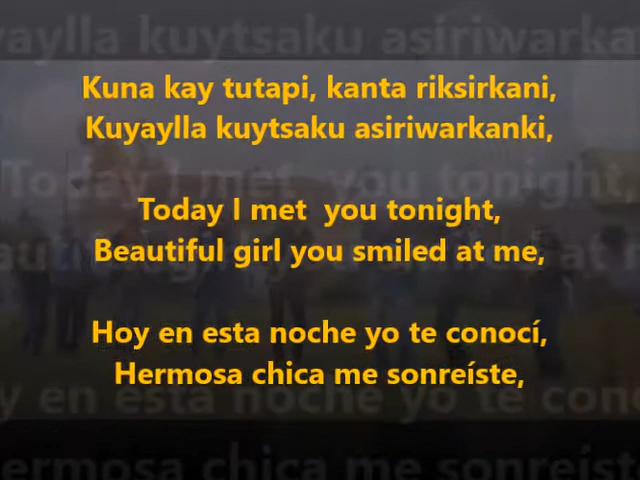 Kuna kay tutapi, kanta riksirkani,
Kuyaylla kuytsaku asiriwarkanki,
Today I met you tonight,
Beautiful girl you smiled at me,
Hoy en esta noche yo te conocí,
Hermosa chica me sonreíste,